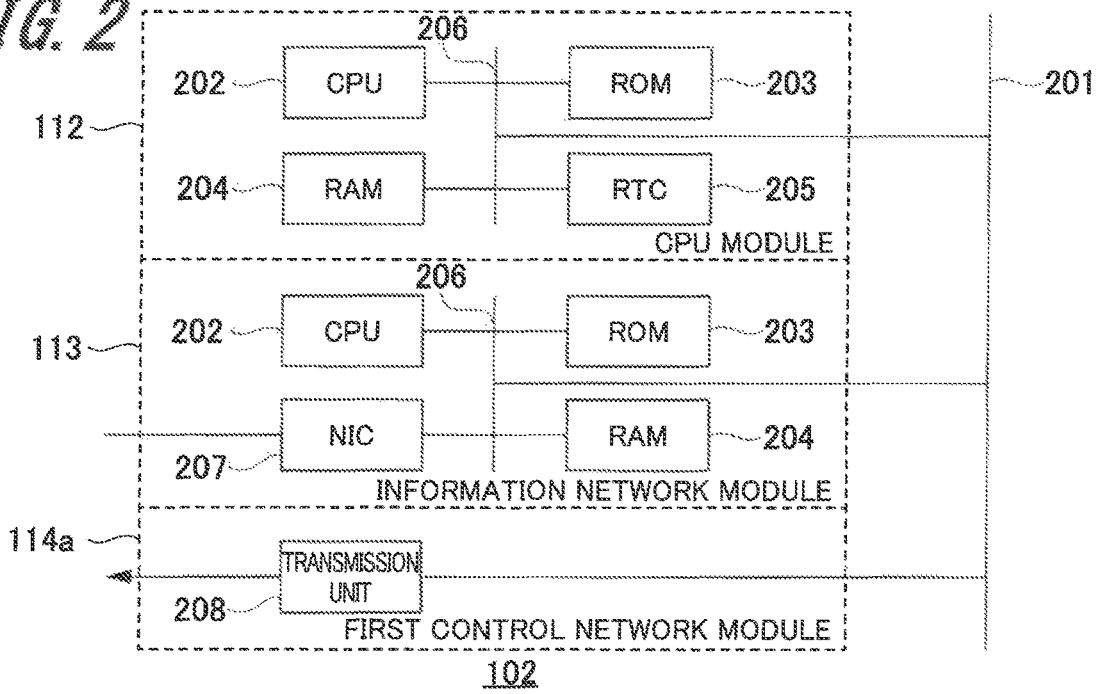 FIG. 2
206
202 CPU ROM 203 201
112
204 RAM RTC 205
CPU MODULE
206
202 CPU ROM 203
113
NIC RAM 204
207
INFORMATION NETWORK MODULE
114a
TRANSMISSION
UNIT
208
FIRST CONTROL NETWORK MODULE
102